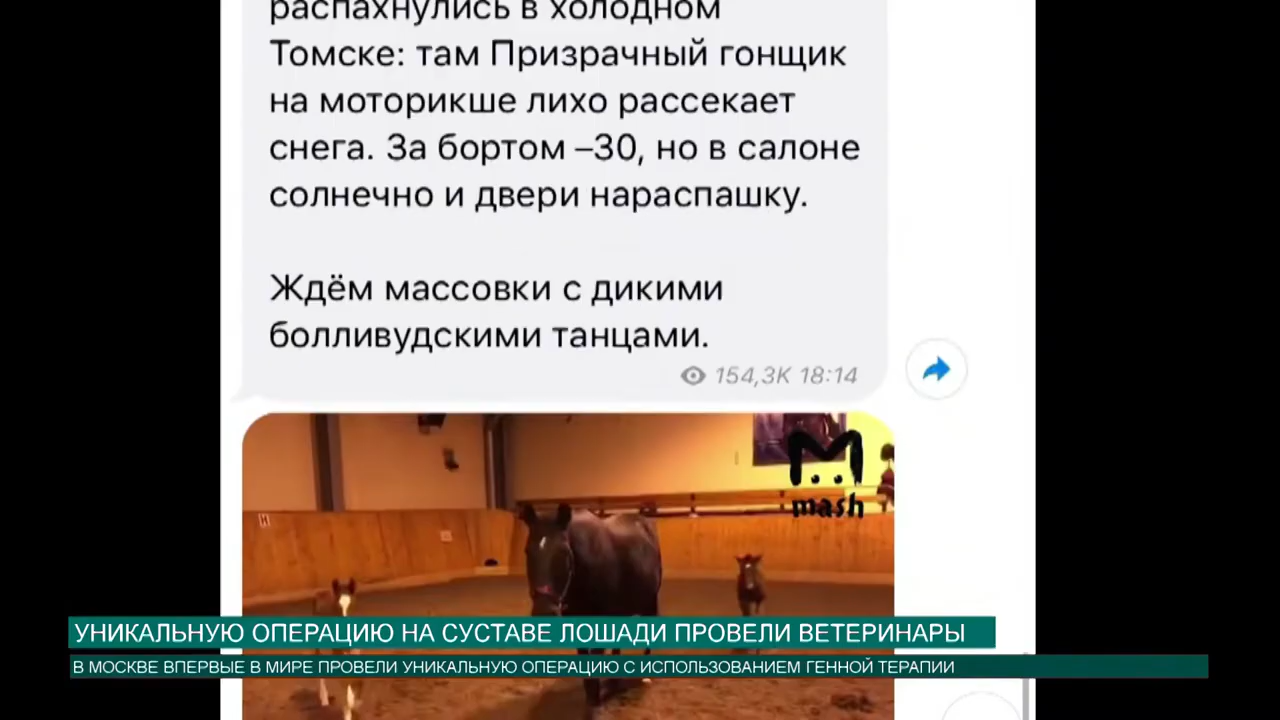 распахнулись в холодном
Томске: там Призрачный гонщик
на моторикше лихо рассекает
снега. За бортом –30, но в салоне
солнечно и двери нараспашку.
Ждём массовки с дикими
болливудскими танцами.
154,3K 18:14
mash
УНИКАЛЬНУЮ ОПЕРАЦИЮ НА СУСТАВЕ ЛОШАДИ ПРОВЕЛИ ВЕТЕРИНАРЫ
В МОСКВЕ ВПЕРВЫЕ В МИРЕ ПРОВЕЛИ УНИКАЛЬНУЮ ОПЕРАЦИЮ С ИСПОЛЬЗОВАНИЕМ ГЕННОЙ ТЕРАПИИ